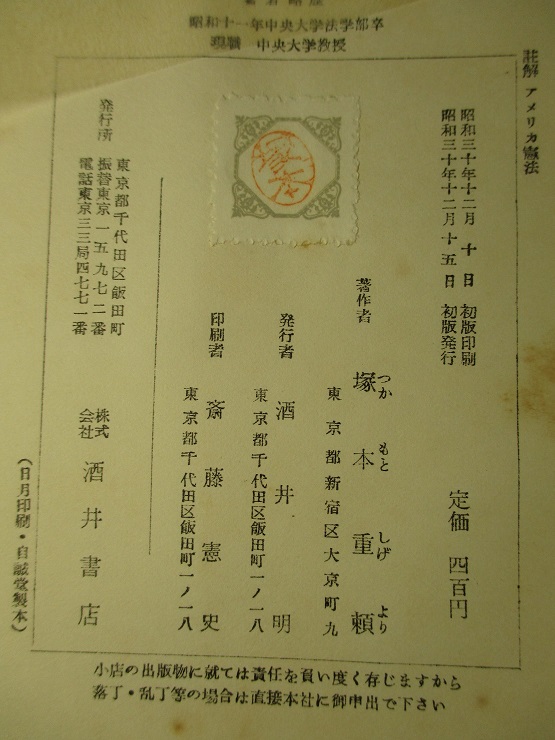 昭和十一年中央大学法学部卒
現職　中央大学教授
註解　アメリカ憲法
昭和三十年十二月　十　日　初版印刷
昭和三十年十二月十五日　初版発行
定価　四百円
著作者　塚本重頼
つか　もと　しげ　より
東京都新宿区大京町九
発行者　酒井　明
東京都千代田区飯田町一ノ一八
印刷者　斎藤憲史
東京都千代田区飯田町一ノ一八
発行所
東京都千代田区飯田町
振替東京一五九七二番
電話東京三三局四七七一番
株式会社　酒井書店
（日月印刷・自誠堂製本）
小店の出版物に就ては責任を負い度く存じますから
落丁・乱丁等の場合は直接本社に御申出で下さい